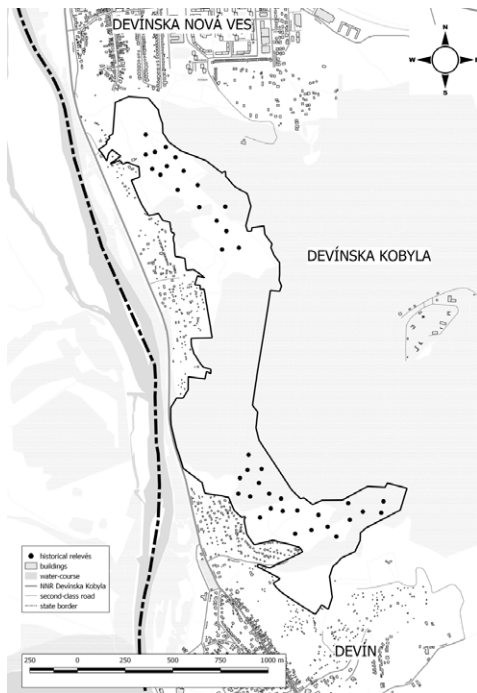 DEVÍNSKA NOVÁ VES
N
W
E
S
DEVÍNSKA KOBYLA
historical relevés
buildings
water-course
NNR Devínska Kobyla
second-class road
state border
250 0 250 500 750 1000 m
DEVÍN